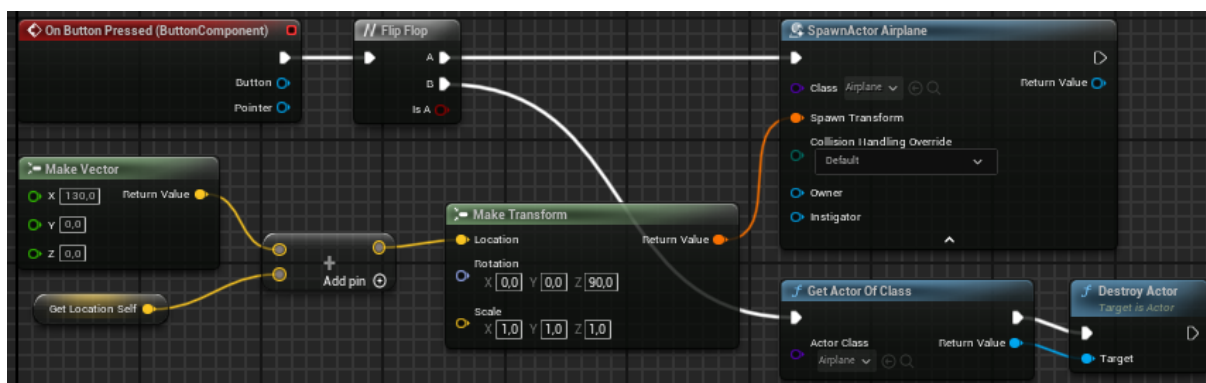 On Button Pressed (ButtonComponent)
Button
Pointer
Flip Flop
A
B
Is A
SpawnActor Airplane
Class Airplane
Return Value
Spawn Transform
Collision Handling Override
Default
Owner
Instigator
Make Vector
X 130,0 Return Value
Y 0,0
Z 0,0
Get Location Self
Add pin
Make Transform
Location Return Value
Rotation
X 0,0 Y 0,0 Z 90,0
Scale
X 1,0 Y 1,0 Z 1,0
Get Actor Of Class
Actor Class Return Value
Airplane
Destroy Actor
Target is Actor
Target